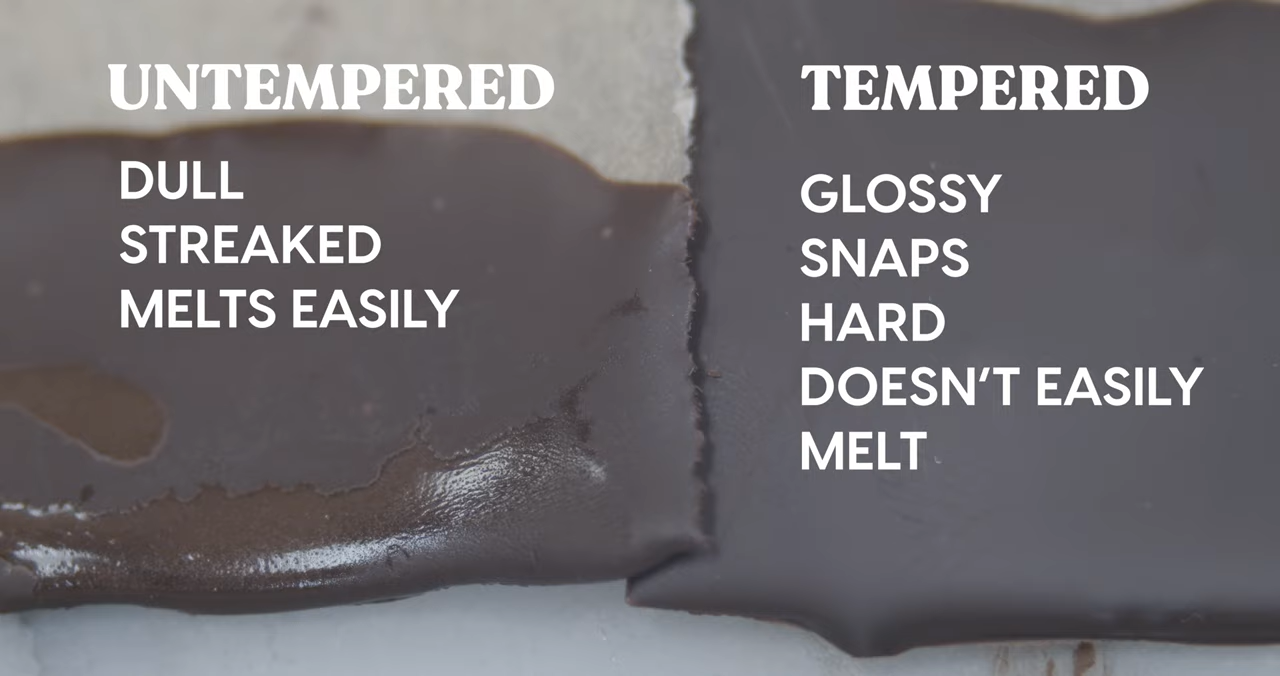 UNTEMPERED
DULL
STREAKED
MELTS EASILY
TEMPERED
GLOSSY
SNAPS
HARD
DOESN’T EASILY
MELT